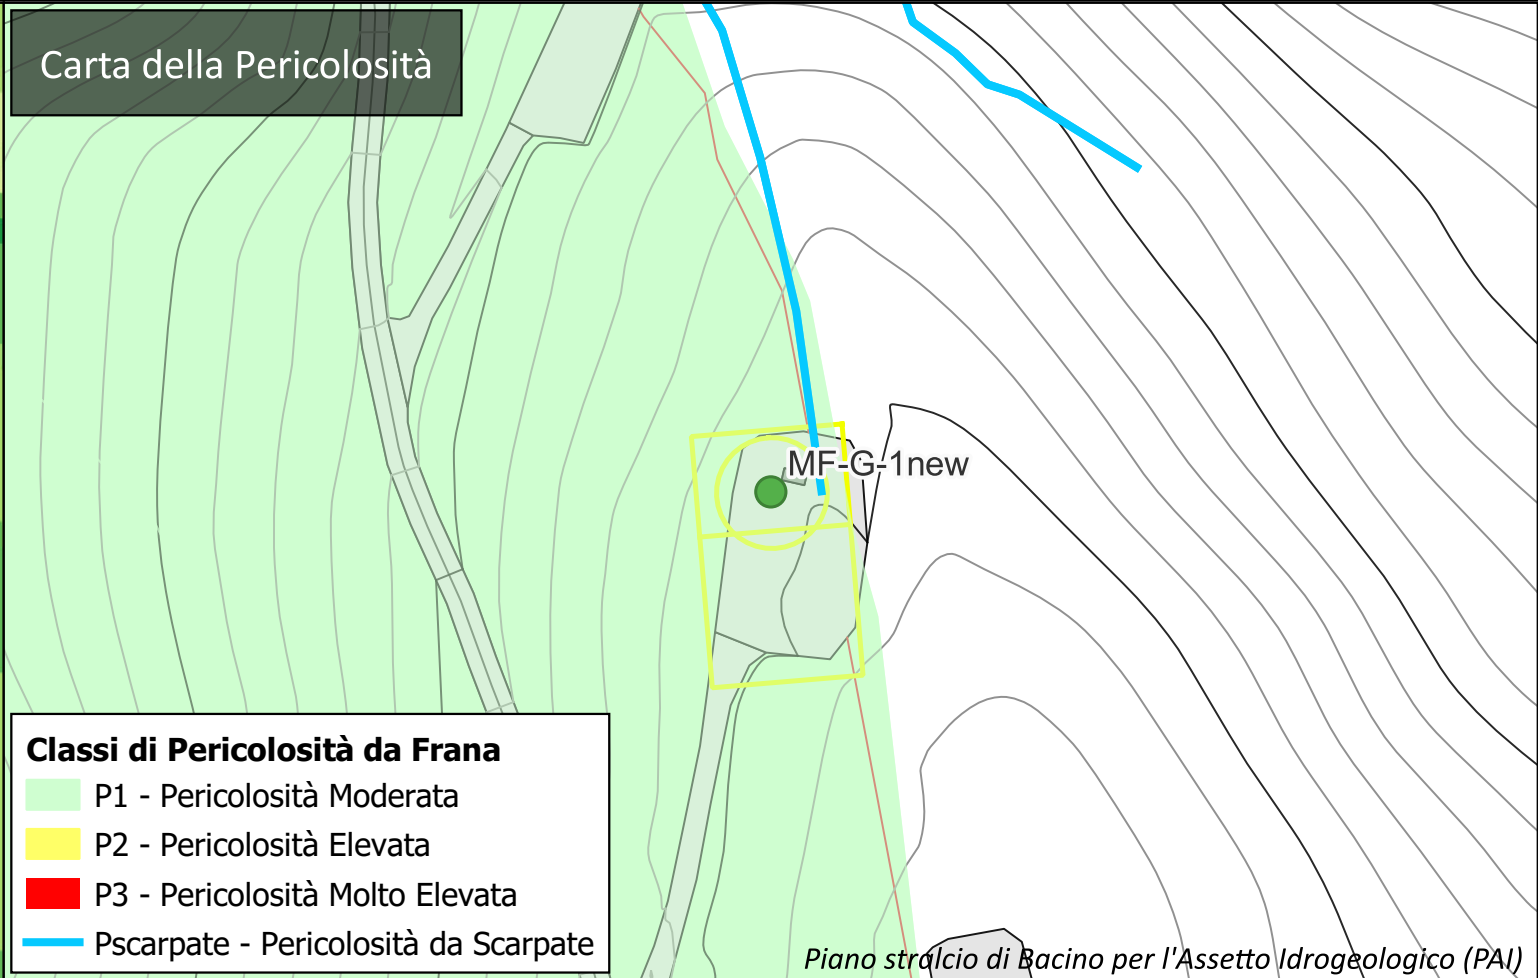 Carta della Pericolosità
MF-G-1new
Classi di Pericolosità da Frana
P1 - Pericolosità Moderata
P2 - Pericolosità Elevata
P3 - Pericolosità Molto Elevata
Pscarpate - Pericolosità da Scarpate
Piano stralcio di Bacino per l'Assetto Idrogeologico (PAI)